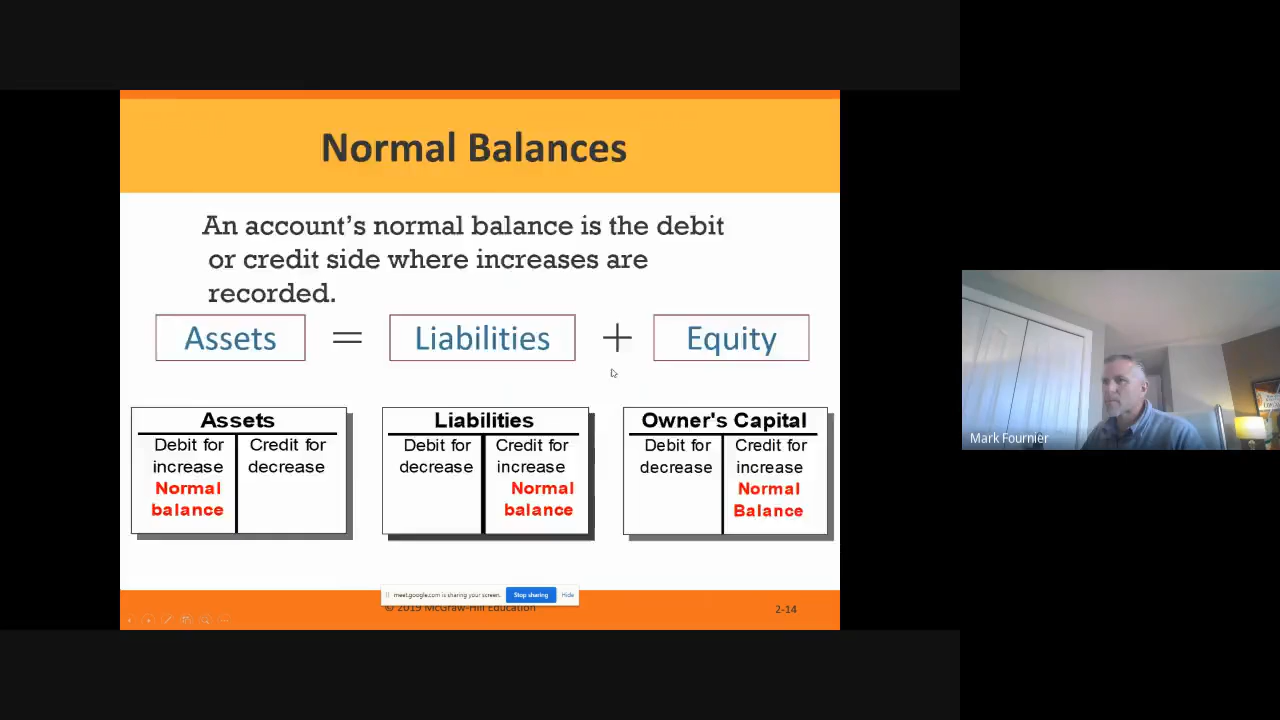 Normal Balances
An account's normal balance is the debit
or credit side where increases are
recorded.
Assets = Liabilities + Equity
Assets
Debit for
increase
Normal
balance
Credit for
decrease
Liabilities
Debit for
decrease
Credit for
increase
Normal
balance
Owner's Capital
Debit for
decrease
Credit for
increase
Normal
Balance
Mark Fournier
meet.google.com is sharing your screen. Stop sharing Hide
© 2019 McGraw-Hill Education
2-14